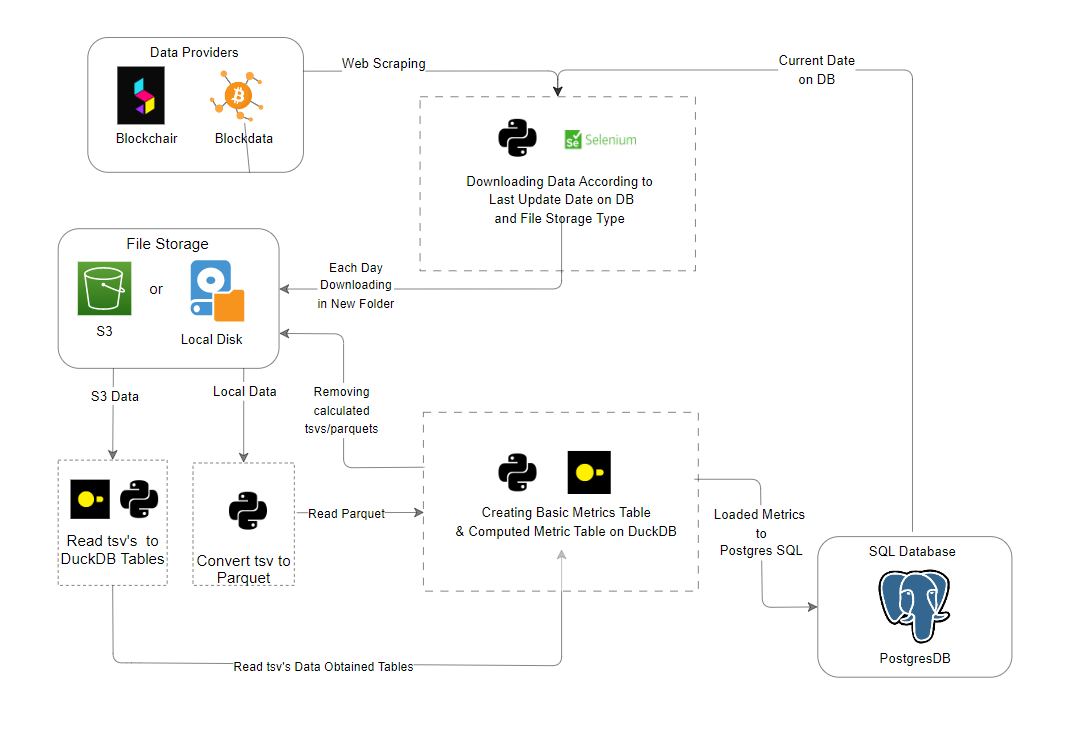 Data Providers
Blockchair
Blockdata
Web Scraping
Current Date
on DB
Se Selenium
Downloading Data According to
Last Update Date on DB
and File Storage Type
File Storage
or
S3
Local Disk
Each Day
Downloading
in New Folder
S3 Data
Local Data
Removing
calculated
tsvs/parquets
Read tsv's to
DuckDB Tables
Convert tsv to
Parquet
Read Parquet
Creating Basic Metrics Table
& Computed Metric Table on DuckDB
Loaded Metrics
to
Postgres SQL
SQL Database
PostgresDB
Read tsv's Data Obtained Tables